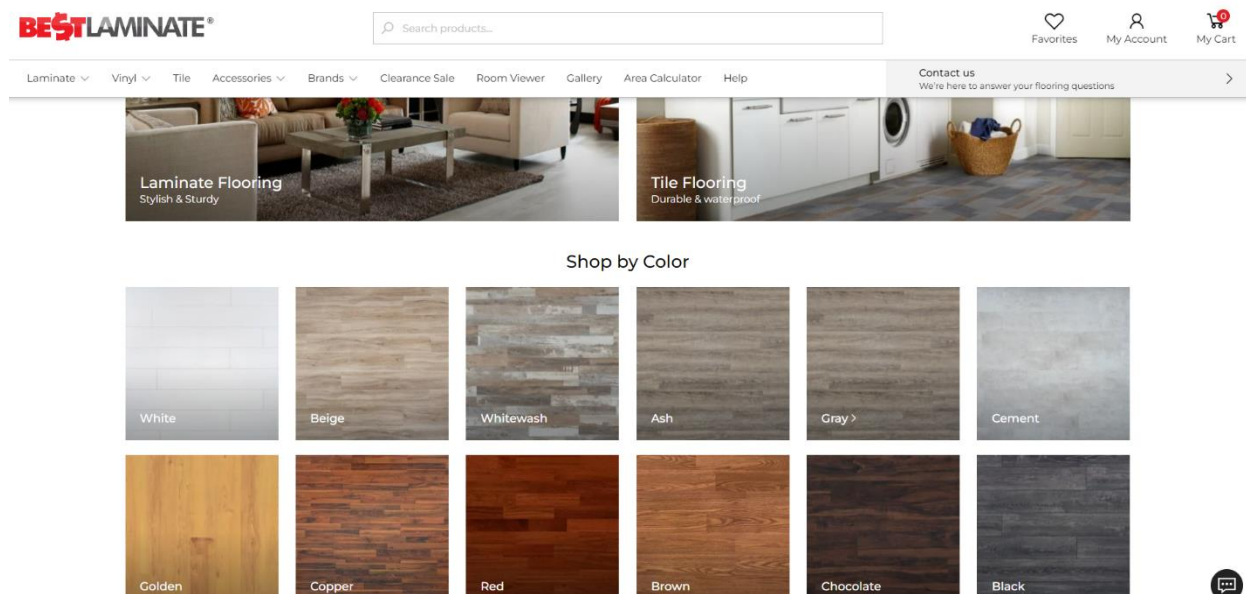 BE$TLAMINATE®
Search products...
Favorites
My Account
0
My Cart
Laminate
Vinyl
Tile
Accessories
Brands
Clearance Sale
Room Viewer
Gallery
Area Calculator
Help
Contact us
We're here to answer your flooring questions
Laminate Flooring
Stylish & Sturdy
Tile Flooring
Durable & waterproof
Shop by Color
White
Beige
Whitewash
Ash
Gray >
Cement
Golden
Copper
Red
Brown
Chocolate
Black